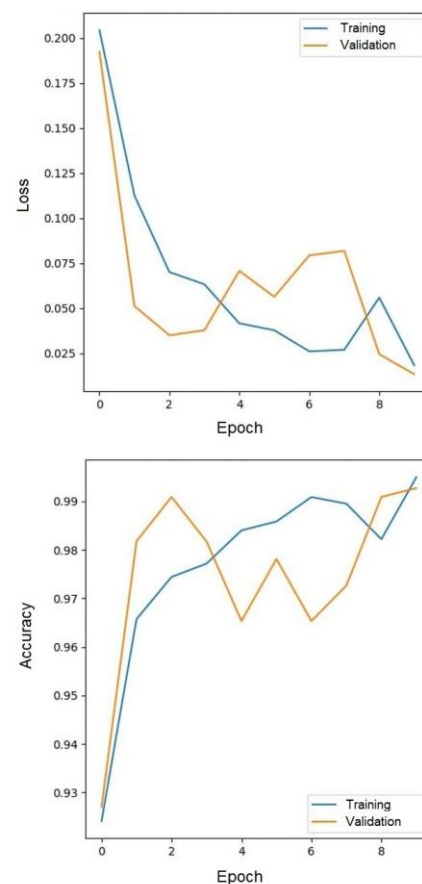 0.200
0.175
0.150
0.125
0.100
0.075
0.050
0.025
Loss
Training
Validation
0 2 4 6 8
Epoch
0.99
0.98
0.97
0.96
0.95
0.94
0.93
Accuracy
Training
Validation
0 2 4 6 8
Epoch